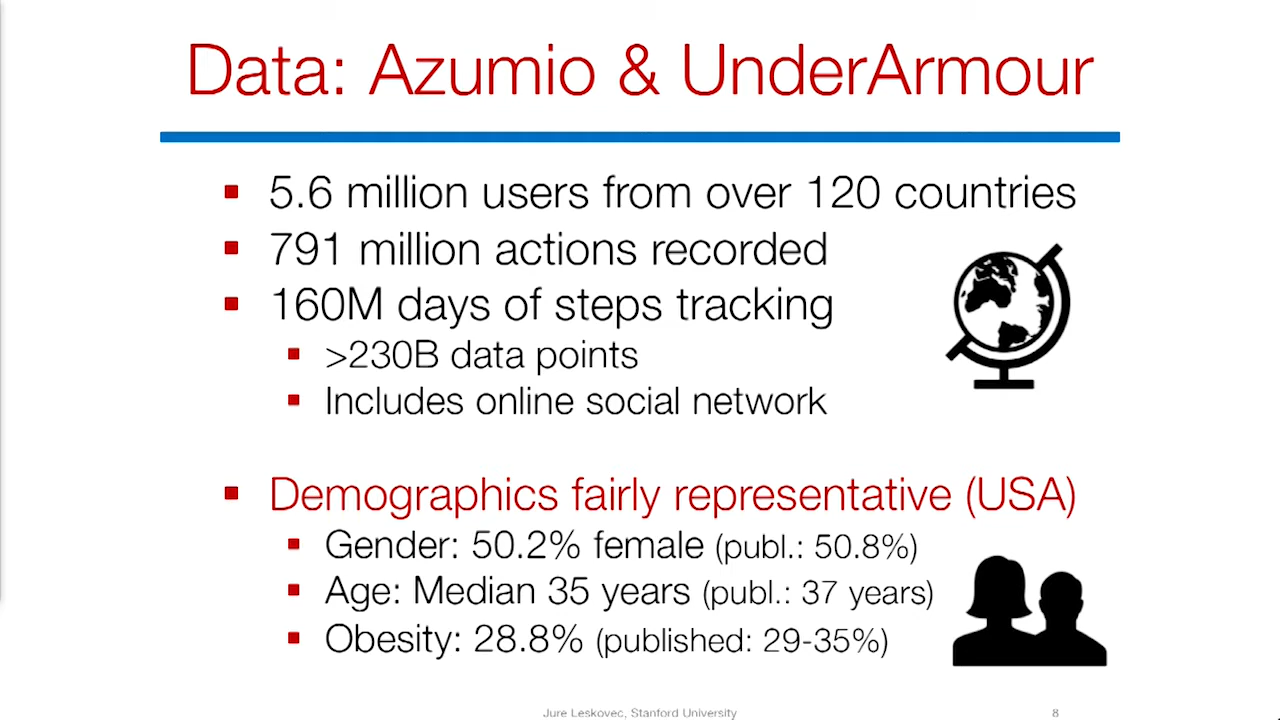 Data: Azumio & UnderArmour
5.6 million users from over 120 countries
791 million actions recorded
160M days of steps tracking
>230B data points
Includes online social network
Demographics fairly representative (USA)
Gender: 50.2% female (publ.: 50.8%)
Age: Median 35 years (publ.: 37 years)
Obesity: 28.8% (published: 29-35%)
Jure Leskovec, Stanford University
8